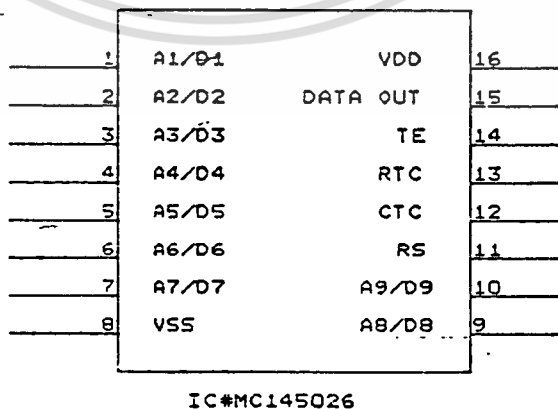 1 A1/D1 VDD 16
2 A2/D2 DATA OUT 15
3 A3/D3 TE 14
4 A4/D4 RTC 13
5 A5/D5 CTC 12
6 A6/D6 RS 11
7 A7/D7 A9/D9 10
8 VSS A8/D8 9
IC#MC145026